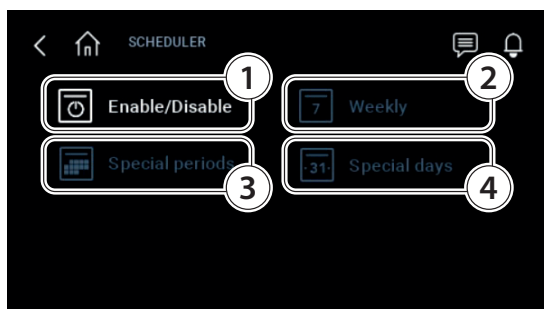 SCHEDULER
1
2
Enable/Disable
7
Weekly
Special periods
·31·
Special days
3
4